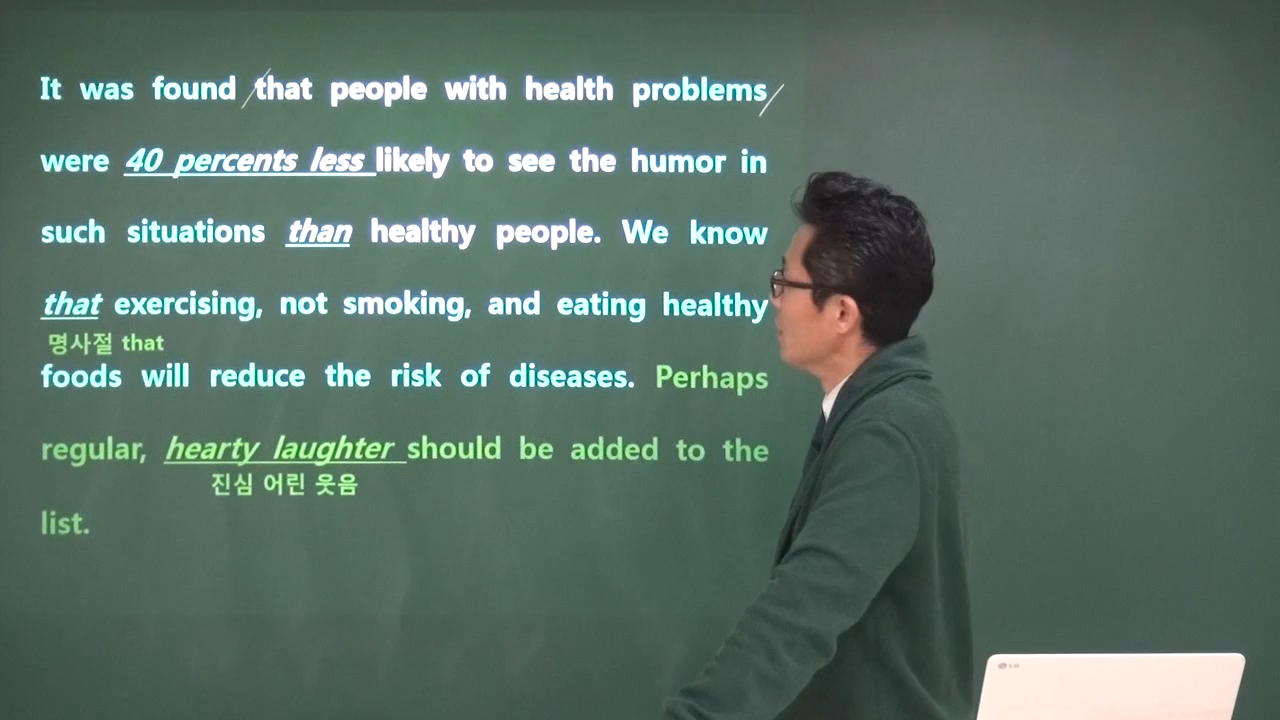 It was found that people with health problems
were 40 percents less likely to see the humor in
such situations than healthy people. We know
that exercising, not smoking, and eating healthy
명사절 that
foods will reduce the risk of diseases. Perhaps
regular, hearty laughter should be added to the
진심 어린 웃음
list.
LG